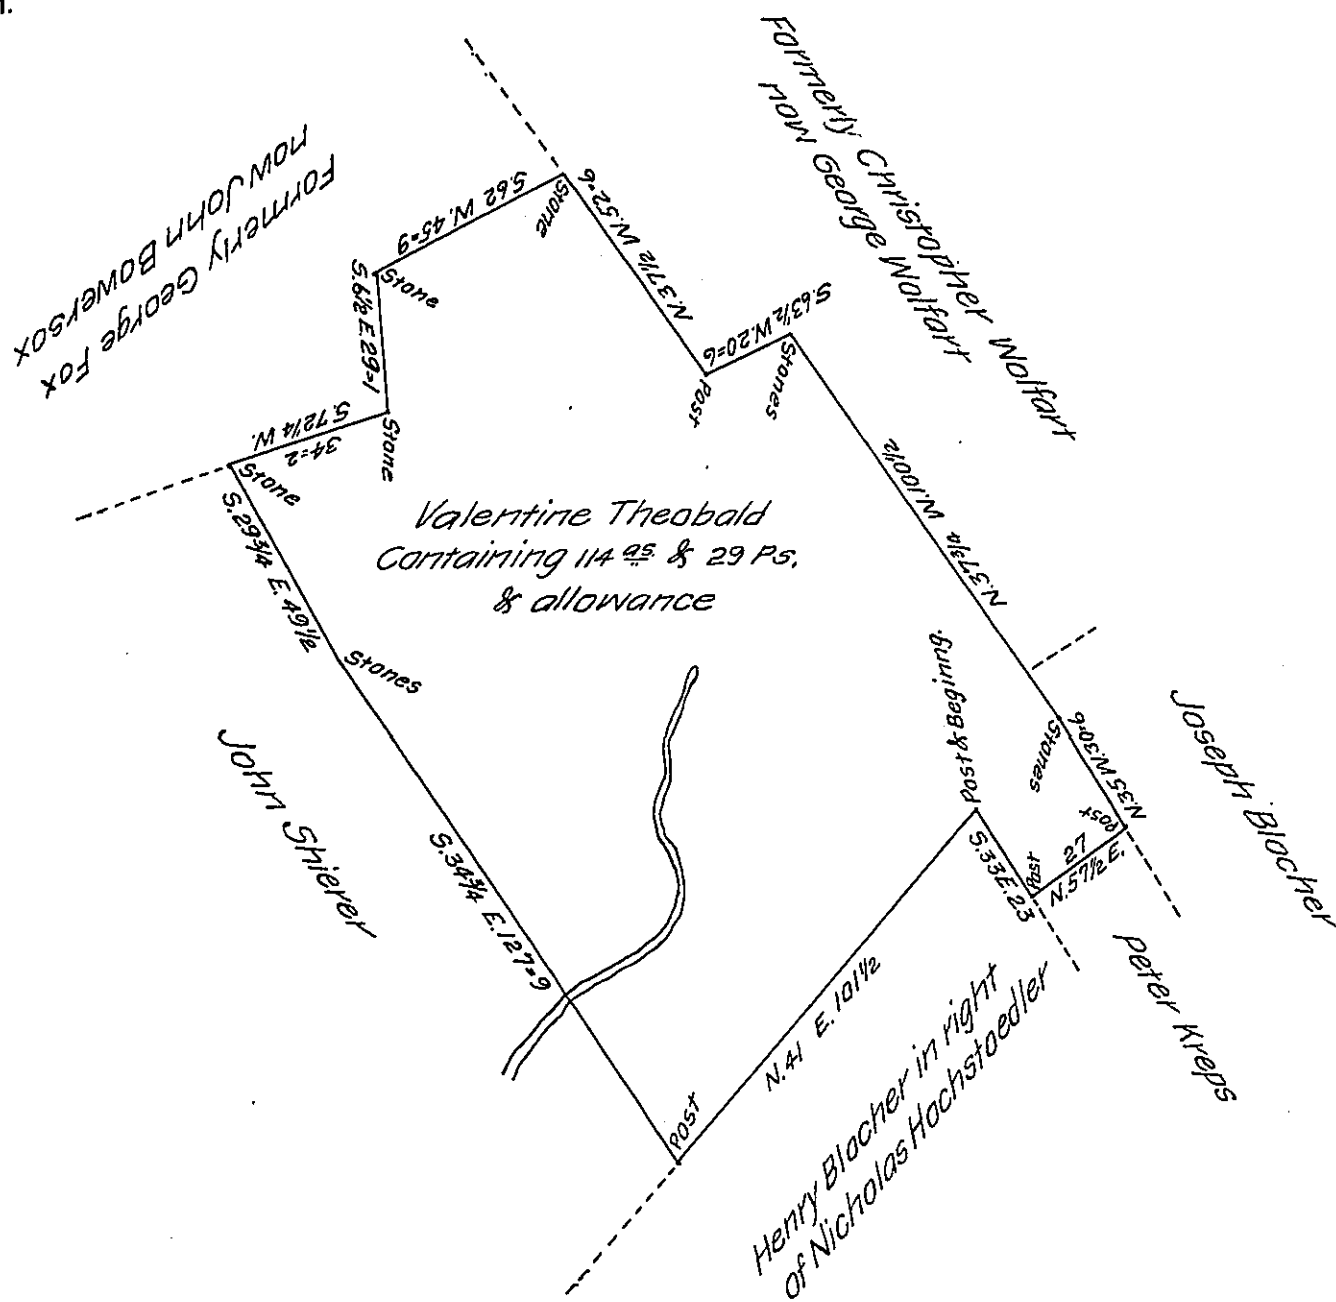 Formerly Christopher Wolfart
now George Wolfart
Formerly George Fox
now John Bowersox
S.62 W.45=9
Stone
N.37½ W.52=6
S.6½ E.29=1
Stone
S.63½ W.20=6
Post
Stones
S.72¼ W.
34=2
Stone
Stone
S.29¾ E.49½
Stones
N.37¾ W.100½
Valentine Theobald
Containing 114 as. & 29 Ps.
& allowance
John Shierer
S.34¾ E.127=9
Post & Beginng.
Stones
N.35 W.30=6
Post
Joseph Blocher
S.33 E.23
Post
27
N.57½ E.
Peter Kreps
N.41 E.101½
Post
Henry Blocher in right
of Nicholas Hochstoedler